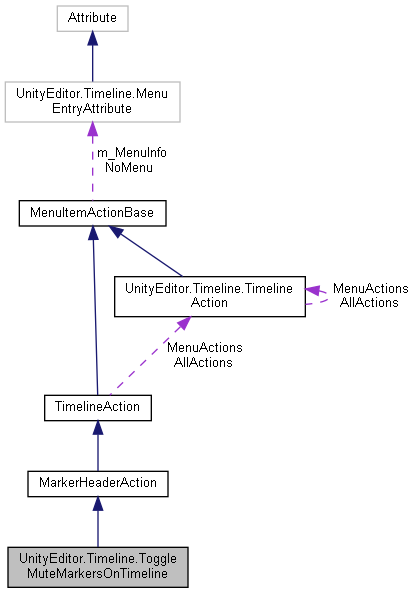 Attribute
UnityEditor.Timeline.Menu
EntryAttribute
m_MenuInfo
NoMenu
MenuItemActionBase
UnityEditor.Timeline.Timeline
Action
MenuActions
AllActions
MenuActions
AllActions
TimelineAction
MarkerHeaderAction
UnityEditor.Timeline.Toggle
MuteMarkersOnTimeline